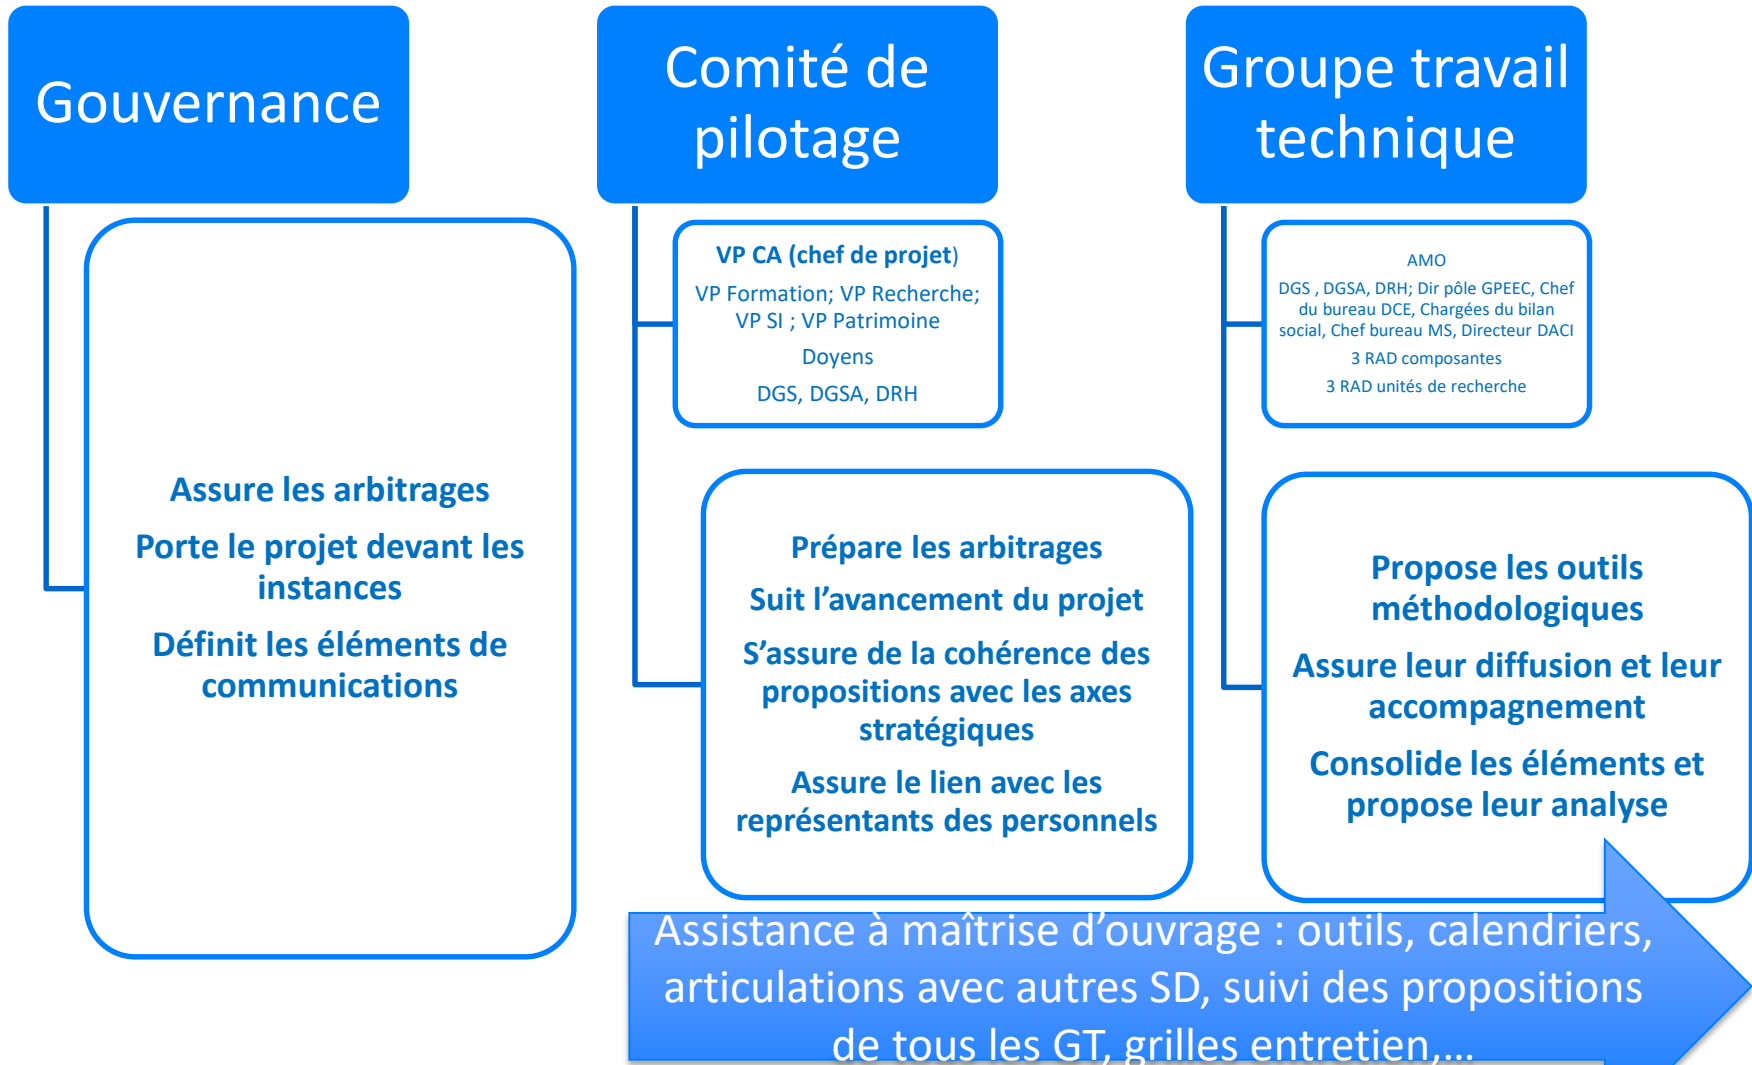 Gouvernance
Assure les arbitrages
Porte le projet devant les
instances
Définit les éléments de
communications
Comité de
pilotage
VP CA (chef de projet)
VP Formation; VP Recherche;
VP SI ; VP Patrimoine
Doyens
DGS, DGSA, DRH
Prépare les arbitrages
Suit l’avancement du projet
S’assure de la cohérence des
propositions avec les axes
stratégiques
Assure le lien avec les
représentants des personnels
Groupe travail
technique
AMO
DGS , DGSA, DRH; Dir pôle GPEEC, Chef
du bureau DCE, Chargées du bilan
social, Chef bureau MS, Directeur DACI
3 RAD composantes
3 RAD unités de recherche
Propose les outils
méthodologiques
Assure leur diffusion et leur
accompagnement
Consolide les éléments et
propose leur analyse
Assistance à maîtrise d’ouvrage : outils, calendriers,
articulations avec autres SD, suivi des propositions
de tous les GT, grilles entretien,…